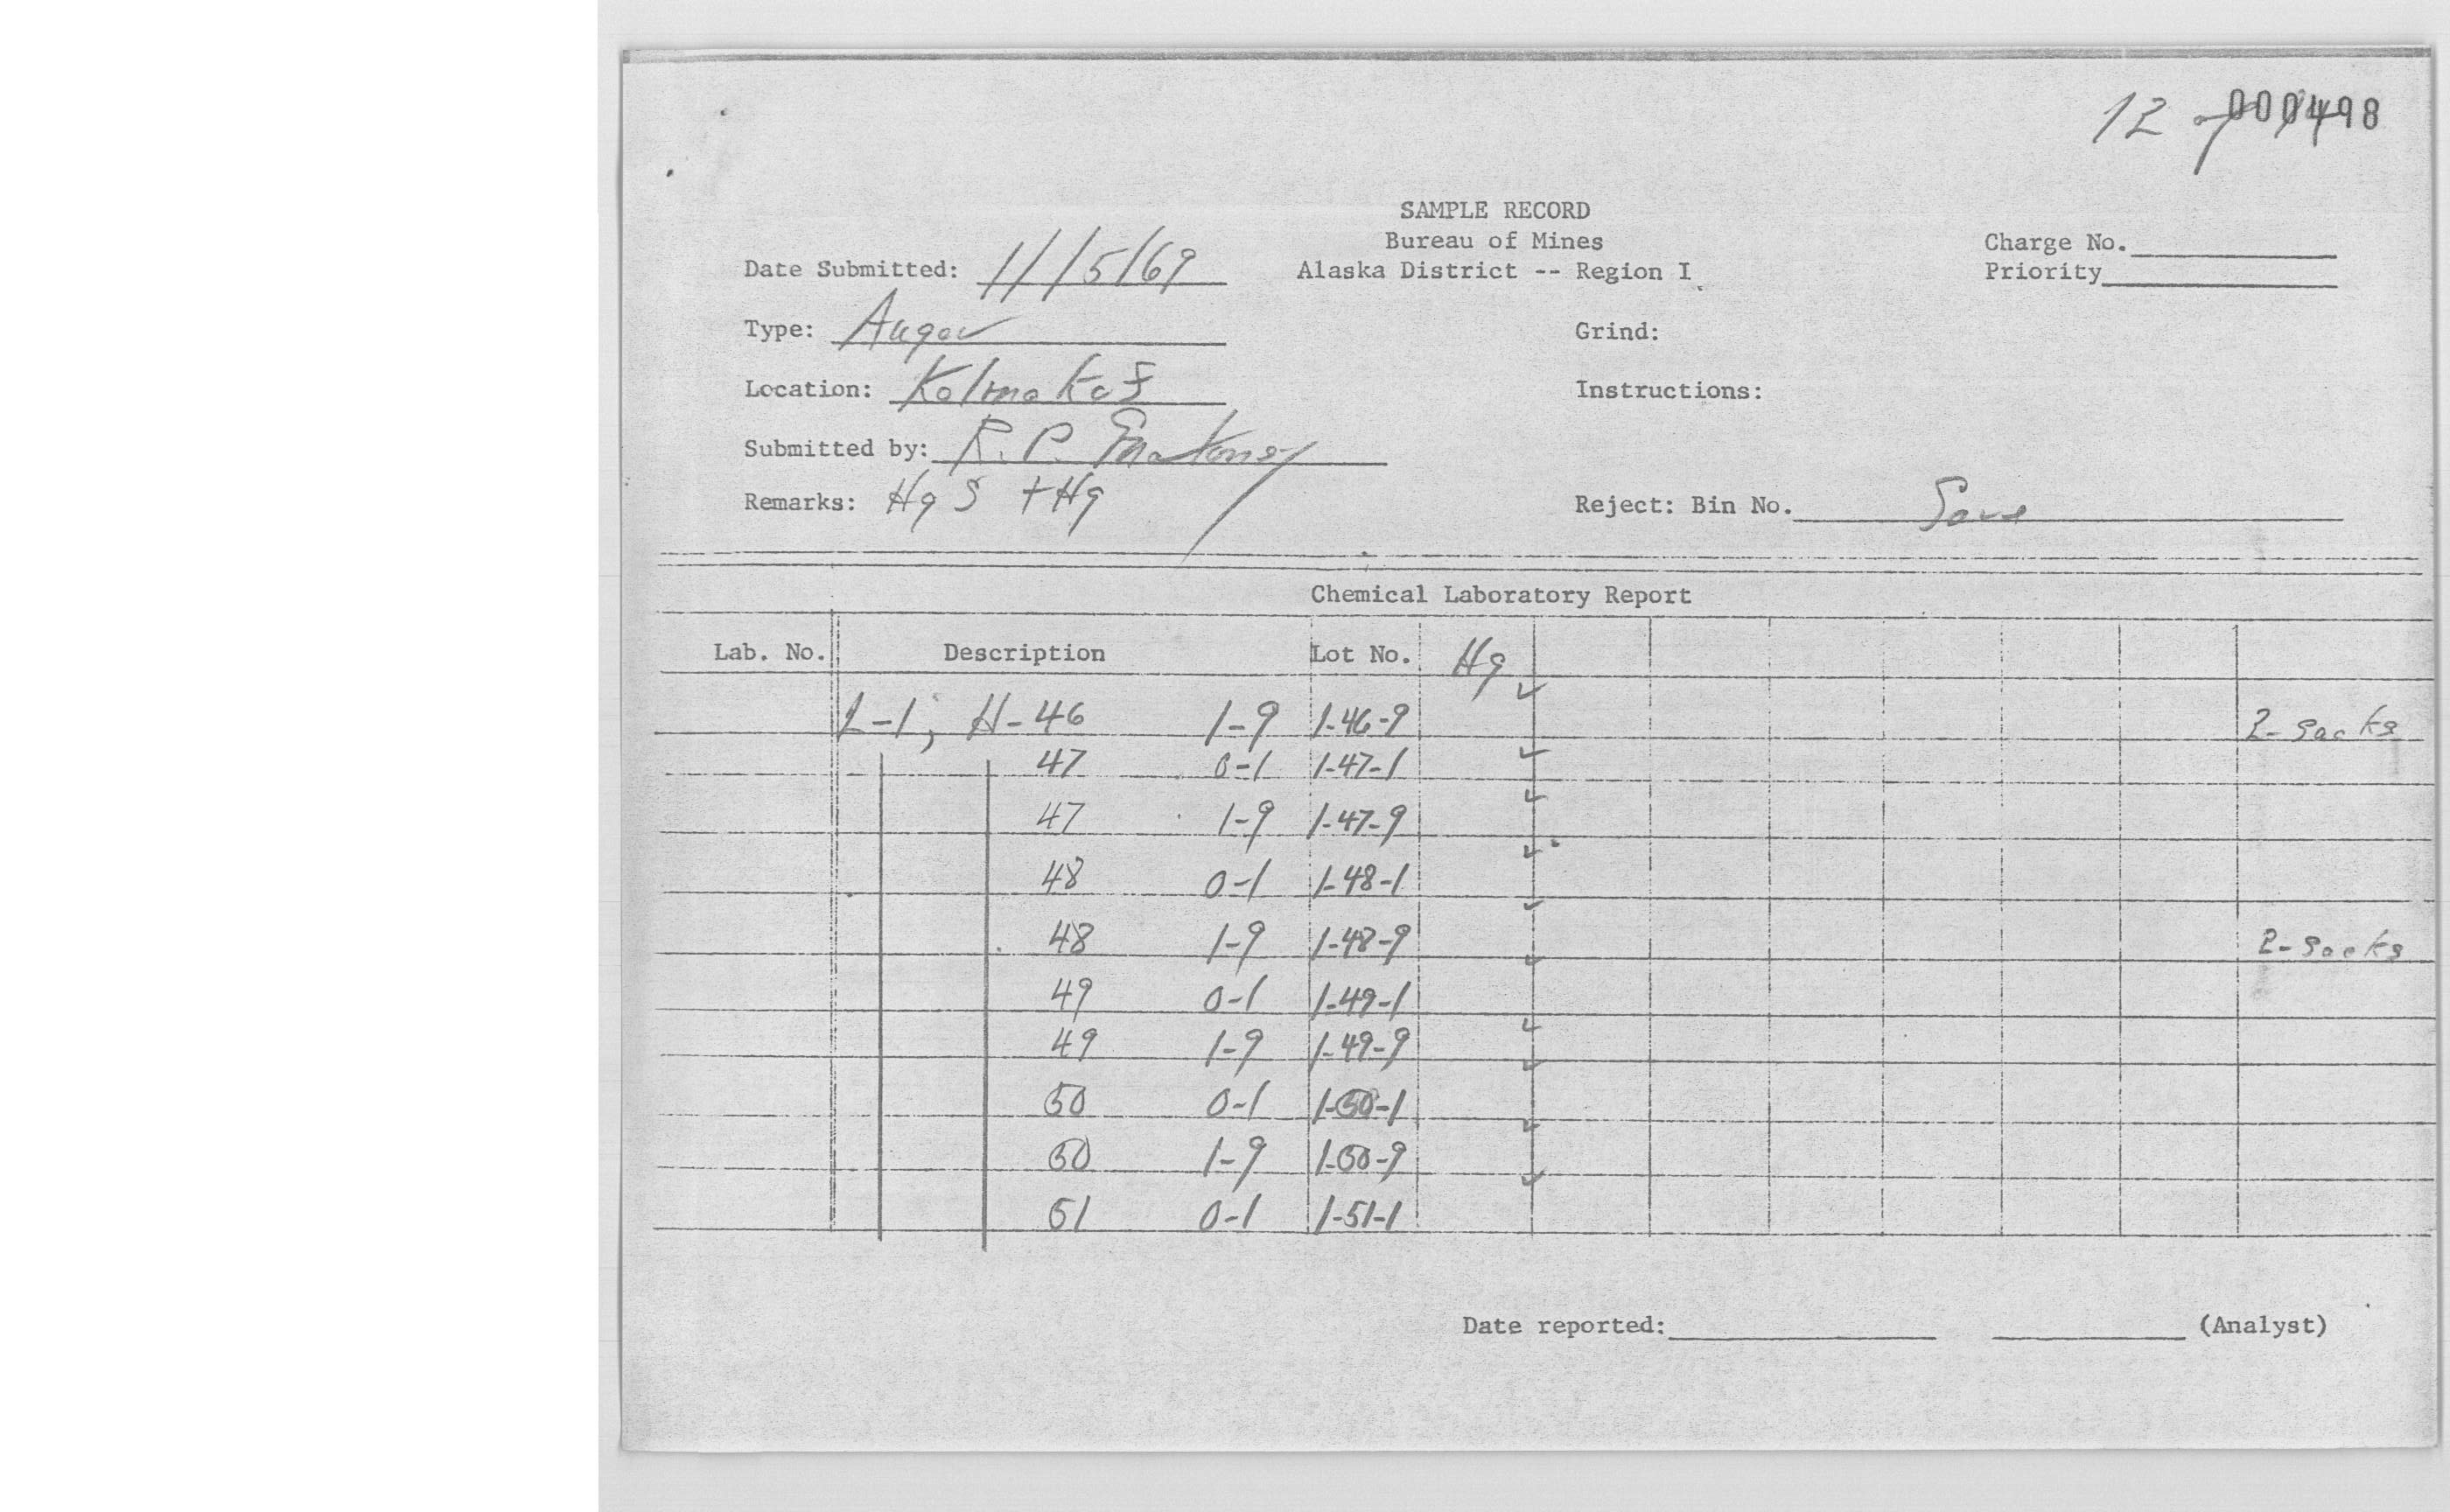 12 000498
SAMPLE RECORD
Bureau of Mines
Alaska District -- Region I
Charge No.
Priority
Date Submitted: 11/5/69
Type: Auger
Grind:
Location: Kolmakof
Instructions:
Submitted by: R. P. Maloney
Remarks: HgS + Hg
Reject: Bin No. Save
Chemical Laboratory Report
Lab. No. Description Lot No. Hg
L-1; H-46 1-9 1-46-9 ✓ 2-sacks
47 0-1 1-47-1 ✓
47 1-9 1-47-9 ✓
48 0-1 1-48-1 ✓
48 1-9 1-48-9 ✓ 2-sacks
49 0-1 1-49-1 ✓
49 1-9 1-49-9 ✓
50 0-1 1-50-1 ✓
50 1-9 1-50-9 ✓
51 0-1 1-51-1 ✓
Date reported: (Analyst)